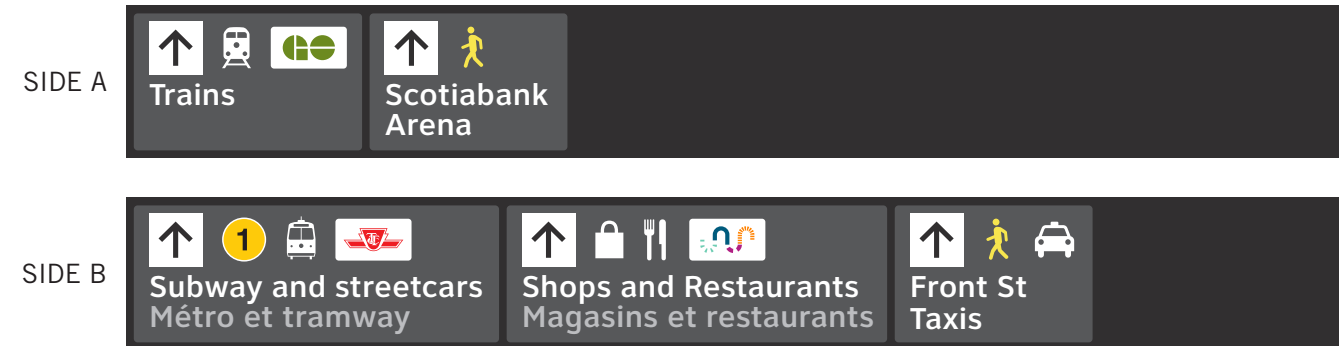 SIDE A
Trains
Scotiabank
Arena
SIDE B
1
Subway and streetcars
Métro et tramway
Shops and Restaurants
Magasins et restaurants
Front St
Taxis